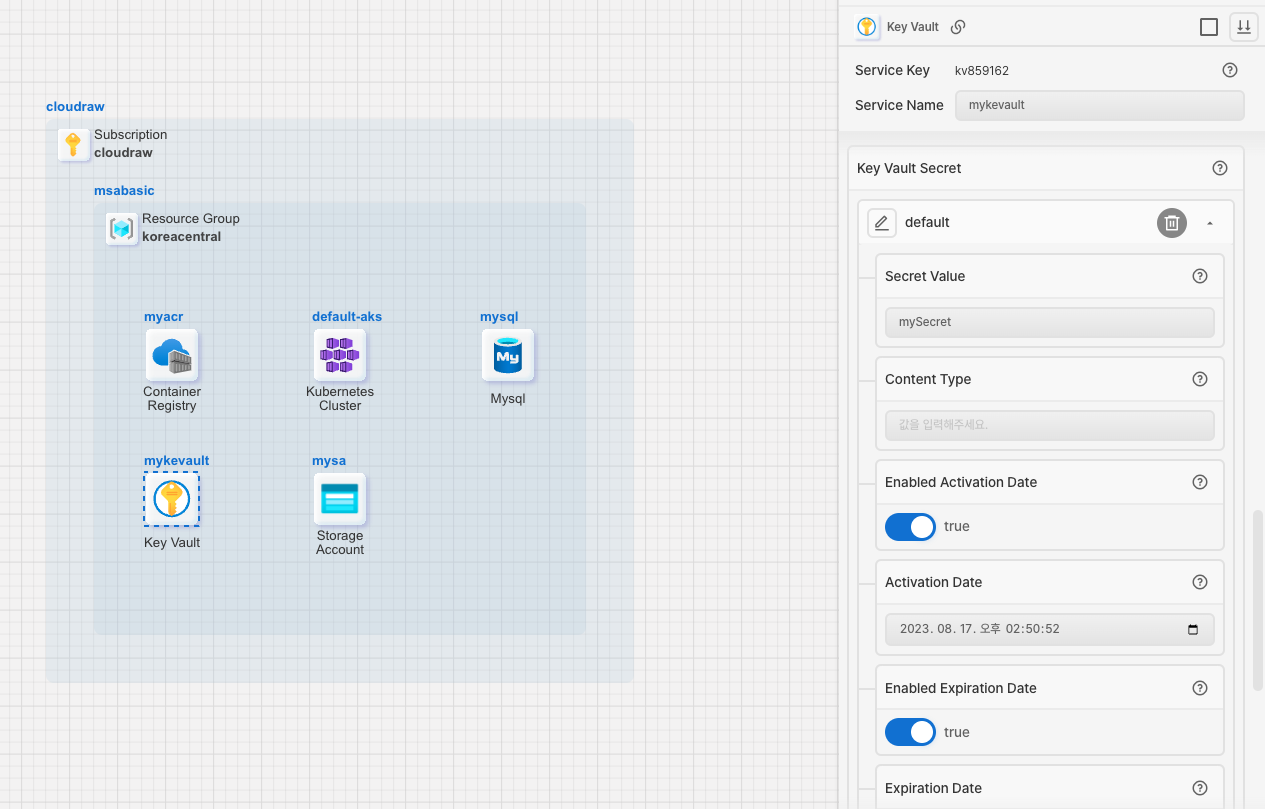 cloudraw
Subscription
cloudraw
msabasic
Resource Group
koreacentral
myacr
Container
Registry
default-aks
Kubernetes
Cluster
mysql
My
Mysql
mykevault
Key Vault
mysa
Storage
Account
Key Vault
Service Key
kv859162
Service Name
mykevault
Key Vault Secret
default
Secret Value
mySecret
Content Type
값을 입력해주세요.
Enabled Activation Date
true
Activation Date
2023. 08. 17. 오후 02:50:52
Enabled Expiration Date
true
Expiration Date